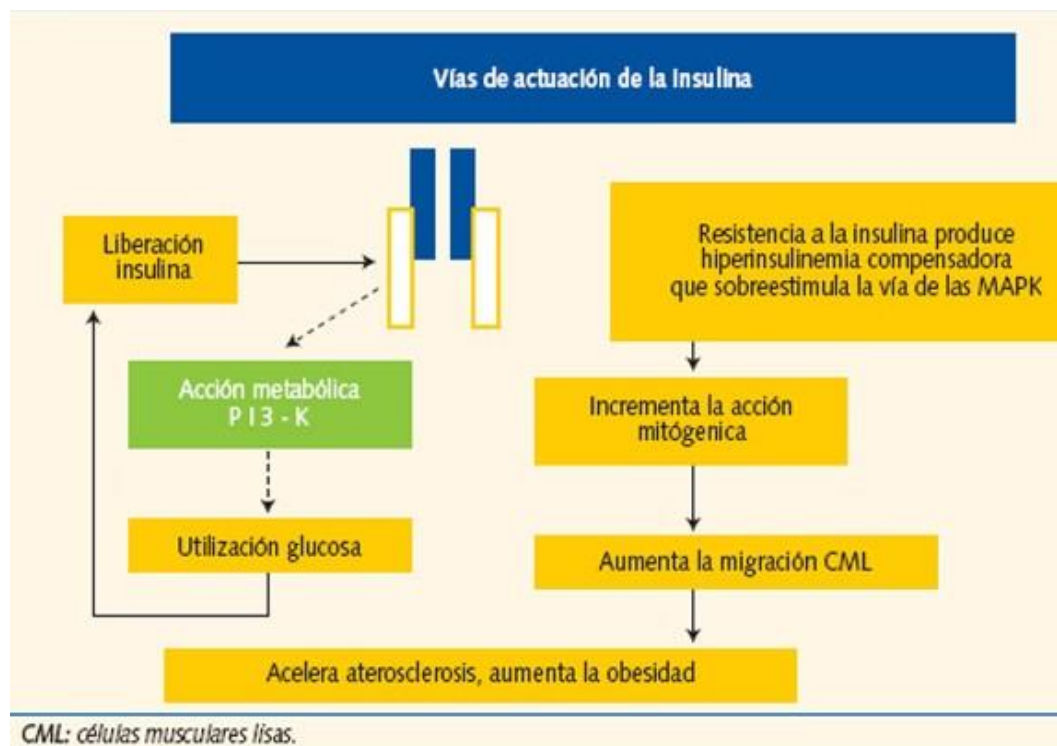 Vías de actuación de la insulina
Liberación
insulina
Acción metabólica
P I 3 - K
Utilización glucosa
Resistencia a la insulina produce
hiperinsulinemia compensadora
que sobreestimula la vía de las MAPK
Incrementa la acción
mitógenica
Aumenta la migración CML
Acelera aterosclerosis, aumenta la obesidad
CML: células musculares lisas.